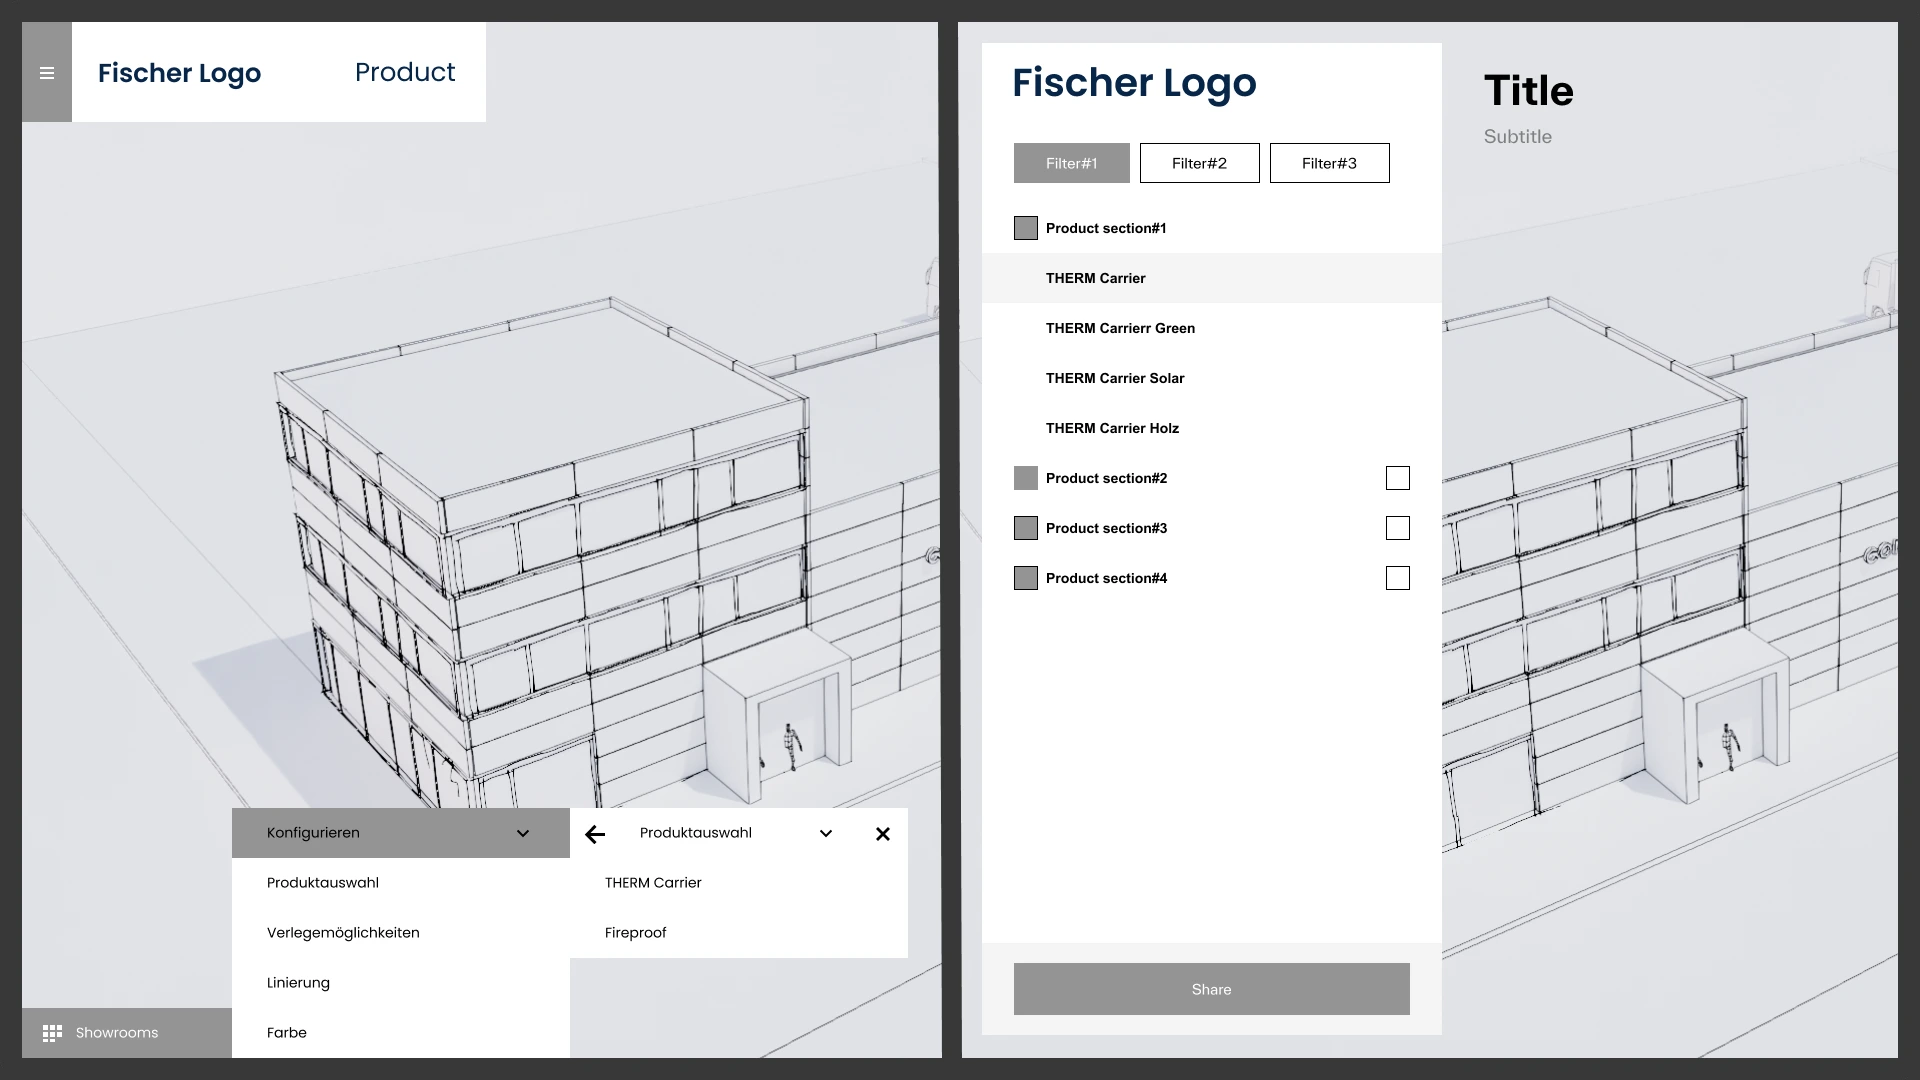 Fischer Logo
Product
Konfigurieren
Produktauswahl
Verlegemöglichkeiten
Linierung
Farbe
Produktauswahl
THERM Carrier
Fireproof
Showrooms
Fischer Logo
Filter#1
Filter#2
Filter#3
Product section#1
THERM Carrier
THERM Carrierr Green
THERM Carrier Solar
THERM Carrier Holz
Product section#2
Product section#3
Product section#4
Share
Title
Subtitle